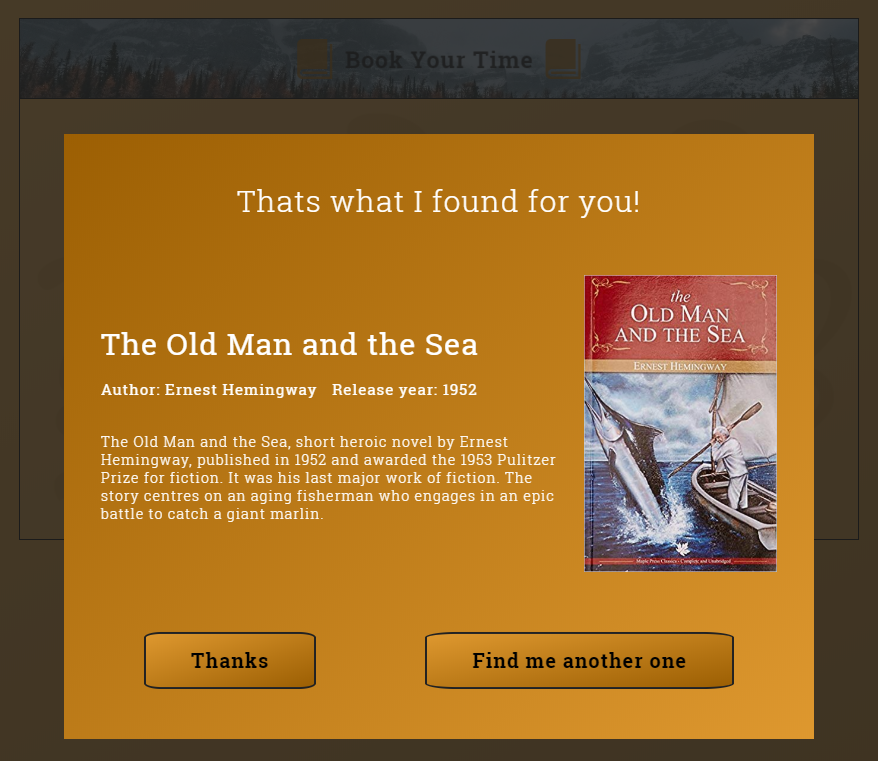 Book Your Time
Thats what I found for you!
The Old Man and the Sea
Author: Ernest Hemingway Release year: 1952
The Old Man and the Sea, short heroic novel by Ernest
Hemingway, published in 1952 and awarded the 1953 Pulitzer
Prize for fiction. It was his last major work of fiction. The
story centres on an aging fisherman who engages in an epic
battle to catch a giant marlin.
the
OLD MAN
AND THE SEA
ERNEST HEMINGWAY
Maple Press Classics • Complete and Unabridged
Thanks
Find me another one